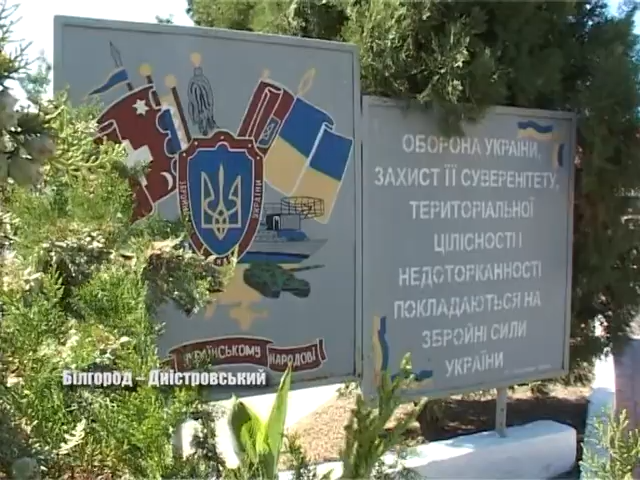 УКРАЇНСЬКОМУ НАРОДОВІ
Білгород - Дністровський
ОБОРОНА УКРАЇНИ,
ЗАХИСТ ЇЇ СУВЕРЕНІТЕТУ,
ТЕРИТОРІАЛЬНОЇ
ЦІЛІСНОСТІ І
НЕДОТОРКАННОСТІ
ПОКЛАДАЮТЬСЯ НА
ЗБРОЙНІ СИЛИ
УКРАЇНИ